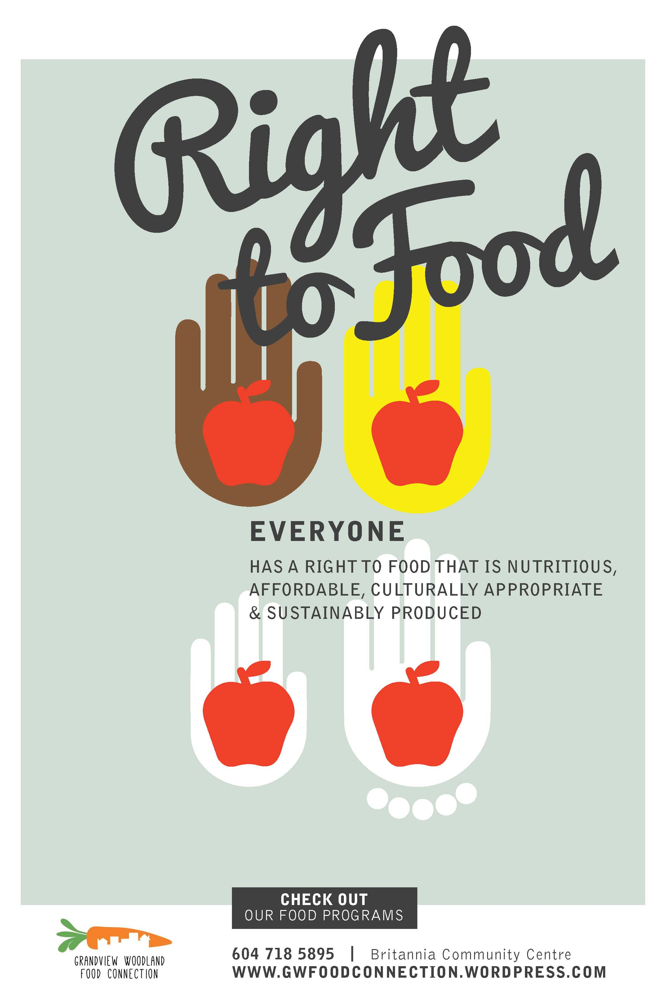 Right
to Food
EVERYONE
HAS A RIGHT TO FOOD THAT IS NUTRITIOUS,
AFFORDABLE, CULTURALLY APPROPRIATE
& SUSTAINABLY PRODUCED
CHECK OUT
OUR FOOD PROGRAMS
GRANDVIEW WOODLAND
FOOD CONNECTION
604 718 5895 | Britannia Community Centre
WWW.GWFOODCONNECTION.WORDPRESS.COM